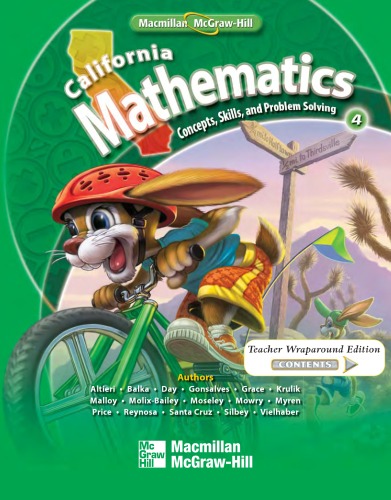 Macmillan McGraw-Hill
California
Mathematics
Concepts, Skills, and Problem Solving
4
Teacher Wraparound Edition
CONTENTS
Authors
Altieri • Balka • Day • Gonsalves • Grace • Krulik
Malloy • Molix-Bailey • Moseley • Mowry • Myren
Price • Reynosa • Santa Cruz • Silbey • Vielhaber
Mc
Graw
Hill
Macmillan
McGraw-Hill